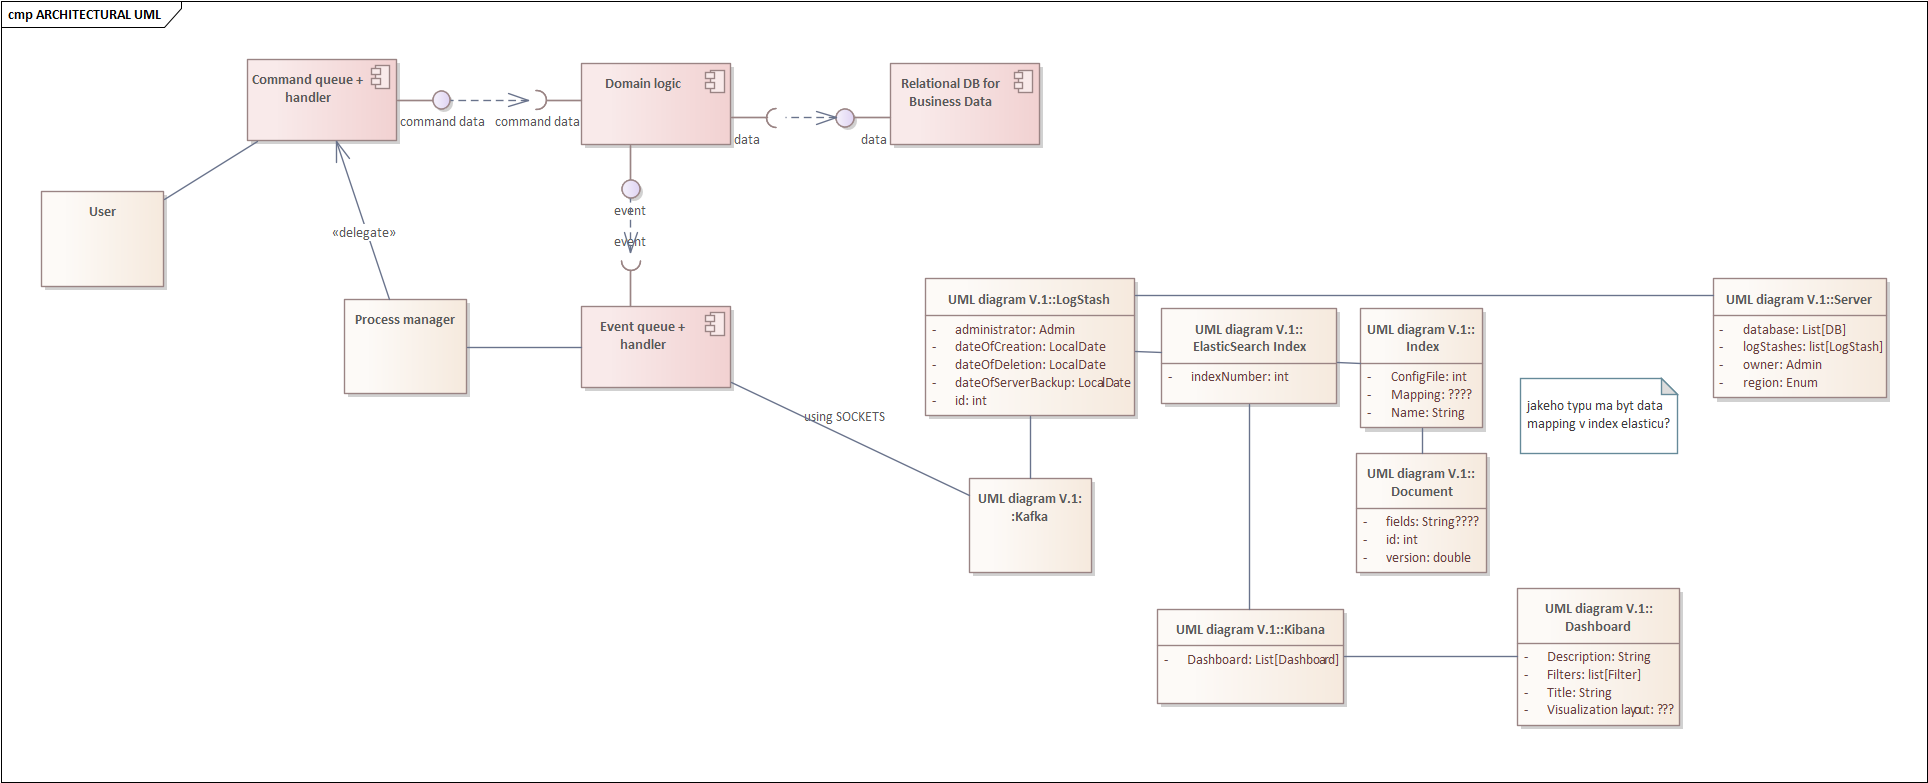 cmp ARCHITECTURAL UML
Command queue +
handler
command data
command data
Domain logic
data
data
Relational DB for
Business Data
User
«delegate»
Process manager
event
event
Event queue +
handler
using SOCKETS
UML diagram V.1::LogStash
- administrator: Admin
- dateOfCreation: LocalDate
- dateOfDeletion: LocalDate
- dateOfServerBackup: LocalDate
- id: int
UML diagram V.1::
ElasticSearch Index
- indexNumber: int
UML diagram V.1::
Index
- ConfigFile: int
- Mapping: ????
- Name: String
UML diagram V.1::Server
- database: List[DB]
- logStashes: list[LogStash]
- owner: Admin
- region: Enum
jakeho typu ma byt data
mapping v index elasticu?
UML diagram V.1::
Document
- fields: String????
- id: int
- version: double
UML diagram V.1:
:Kafka
UML diagram V.1::Kibana
- Dashboard: List[Dashboard]
UML diagram V.1::
Dashboard
- Description: String
- Filters: list[Filter]
- Title: String
- Visualization layout: ???